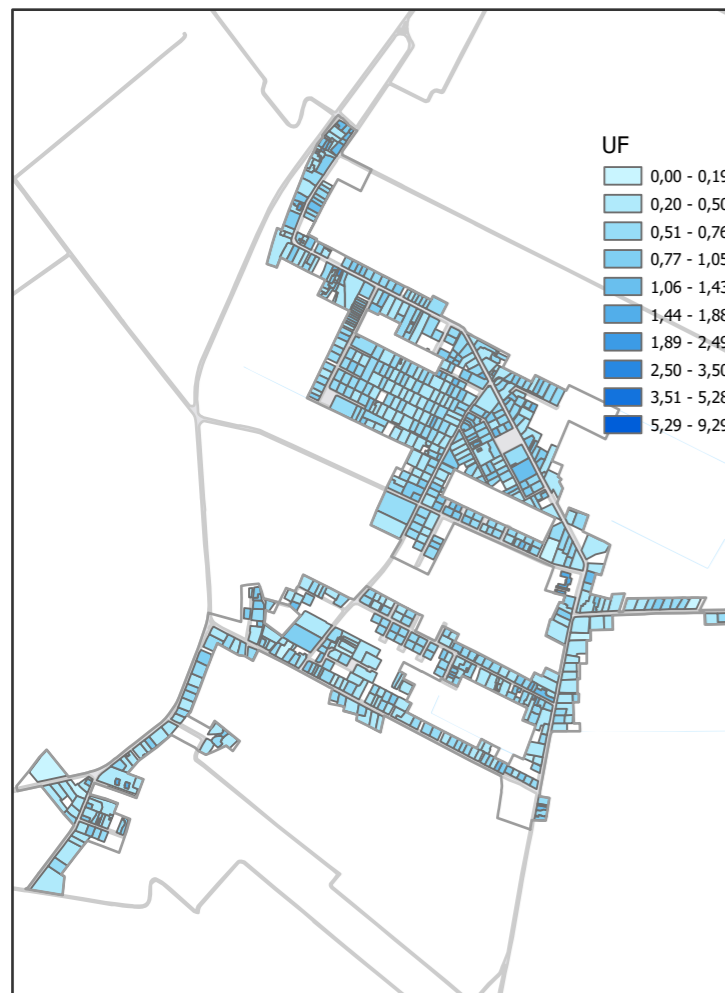 UF
0,00 - 0,19
0,20 - 0,50
0,51 - 0,76
0,77 - 1,05
1,06 - 1,43
1,44 - 1,88
1,89 - 2,49
2,50 - 3,50
3,51 - 5,28
5,29 - 9,29